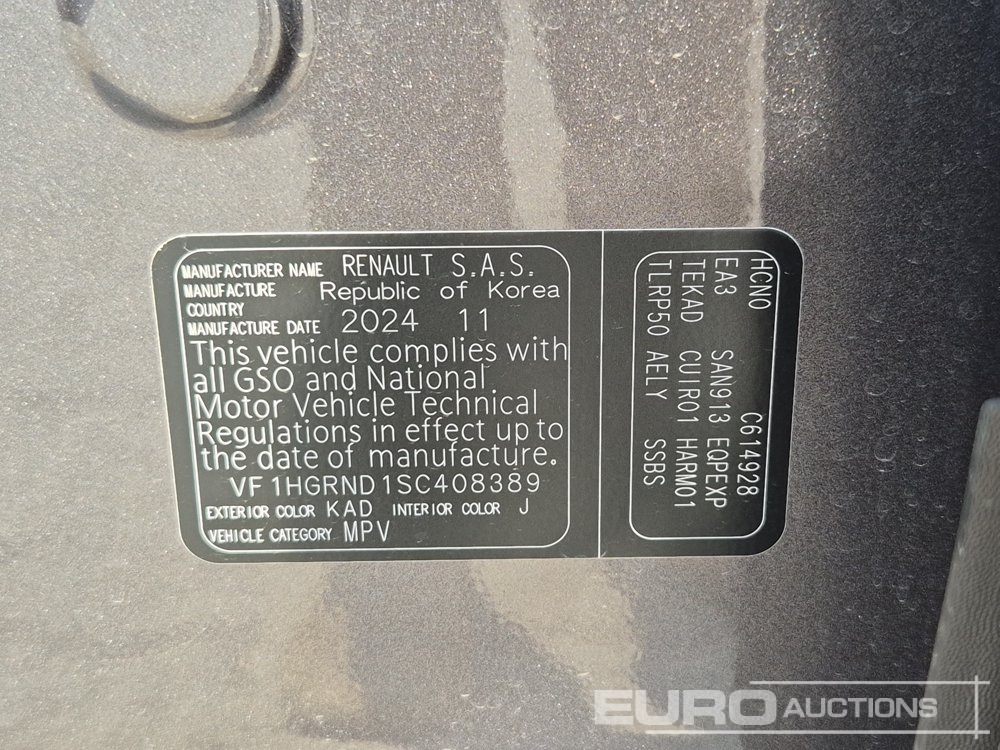 MANUFACTURER NAME RENAULT S.A.S.
MANUFACTURE Republic of Korea
COUNTRY
MANUFACTURE DATE 2024 11
This vehicle complies with
all GSO and National
Motor Vehicle Technical
Regulations in effect up to
the date of manufacture.
VF1HGRND1SC408389
EXTERIOR COLOR KAD INTERIOR COLOR J
VEHICLE CATEGORY MPV
HCNO C614928
EA3 SAN913 EQPEXP
TEKAD CUIR01 HARM01
TLRP50 AELY SSBS
EURO AUCTIONS